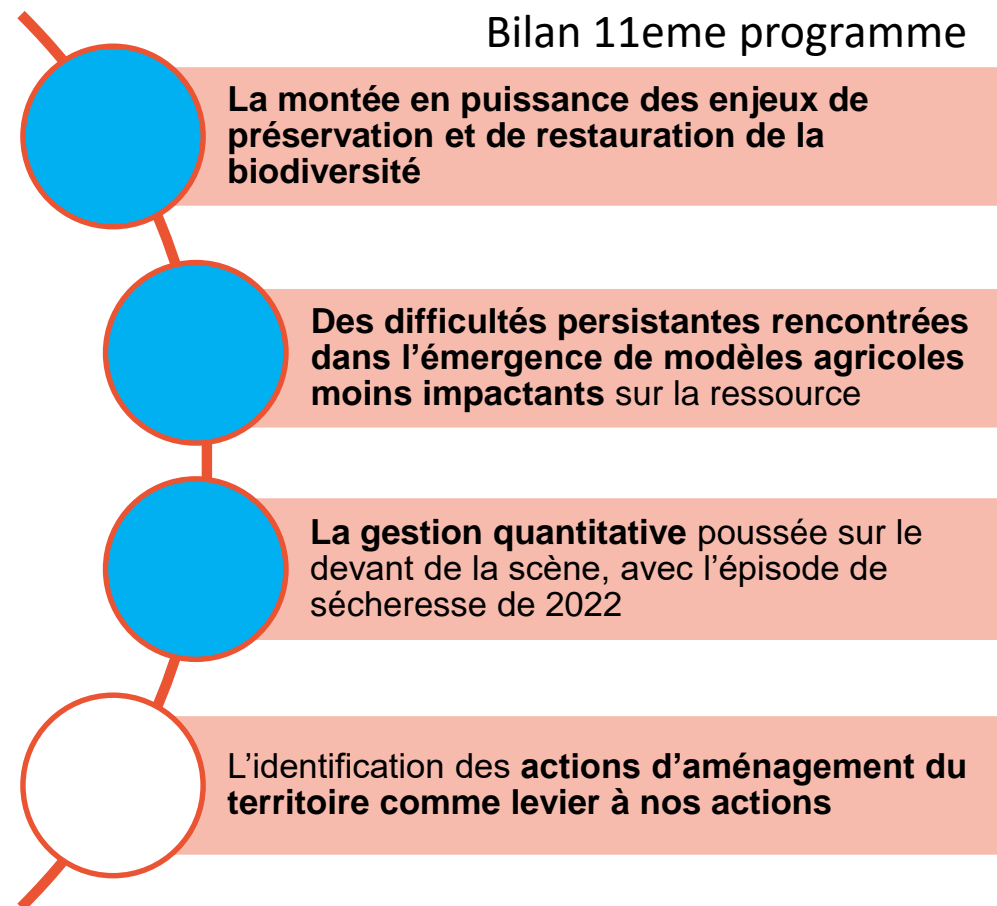 Bilan 11eme programme
La montée en puissance des enjeux de
préservation et de restauration de la
biodiversité
Des difficultés persistantes rencontrées
dans l’émergence de modèles agricoles
moins impactants sur la ressource
La gestion quantitative poussée sur le
devant de la scène, avec l’épisode de
sécheresse de 2022
L’identification des actions d’aménagement du
territoire comme levier à nos actions